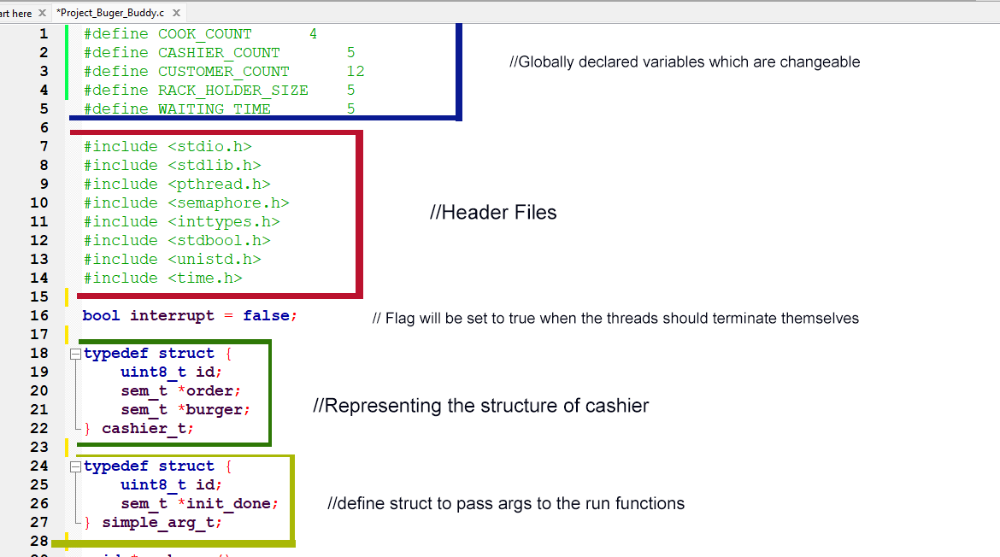 art here X *Project_Buger_Buddy.c X
1 #define COOK_COUNT 4
2 #define CASHIER_COUNT 5
3 #define CUSTOMER_COUNT 12
4 #define RACK_HOLDER_SIZE 5
5 #define WAITING TIME 5
//Globally declared variables which are changeable
6
7 #include <stdio.h>
8 #include <stdlib.h>
9 #include <pthread.h>
10 #include <semaphore.h>
11 #include <inttypes.h>
12 #include <stdbool.h>
13 #include <unistd.h>
14 #include <time.h>
//Header Files
15
16 bool interrupt = false; // Flag will be set to true when the threads should terminate themselves
17
18 typedef struct {
19 uint8_t id;
20 sem_t *order;
21 sem_t *burger;
22 } cashier_t;
//Representing the structure of cashier
23
24 typedef struct {
25 uint8_t id;
26 sem_t *init_done;
27 } simple_arg_t;
//define struct to pass args to the run functions
28